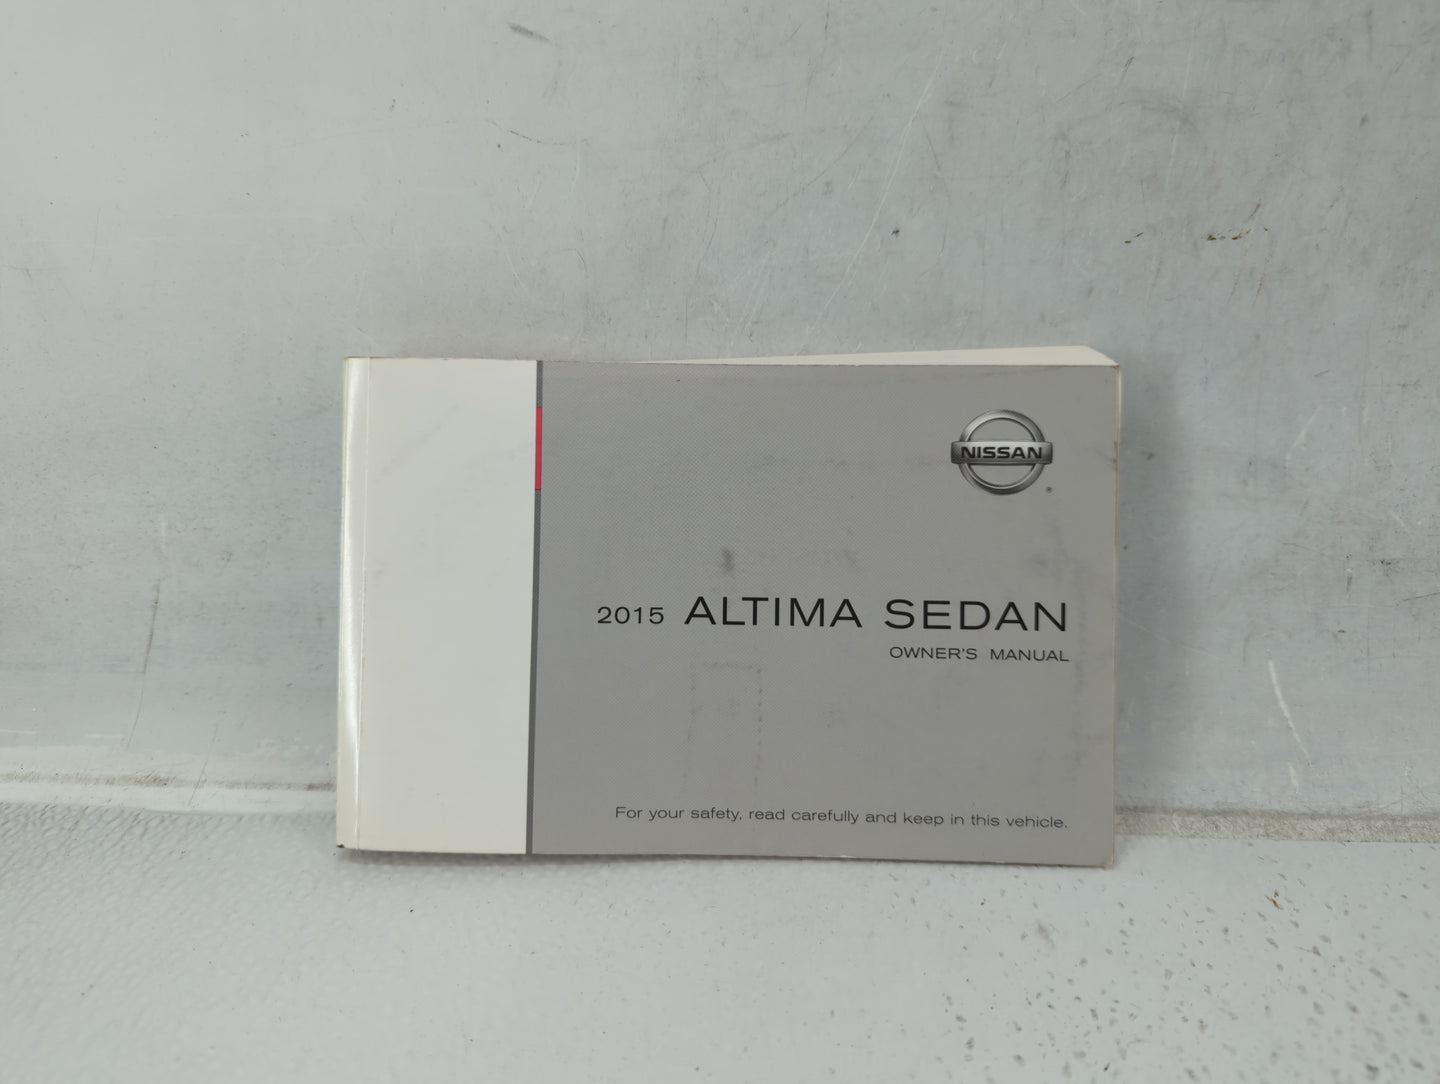 NISSAN
®
2015 ALTIMA SEDAN
OWNER'S MANUAL
For your safety, read carefully and keep in this vehicle.